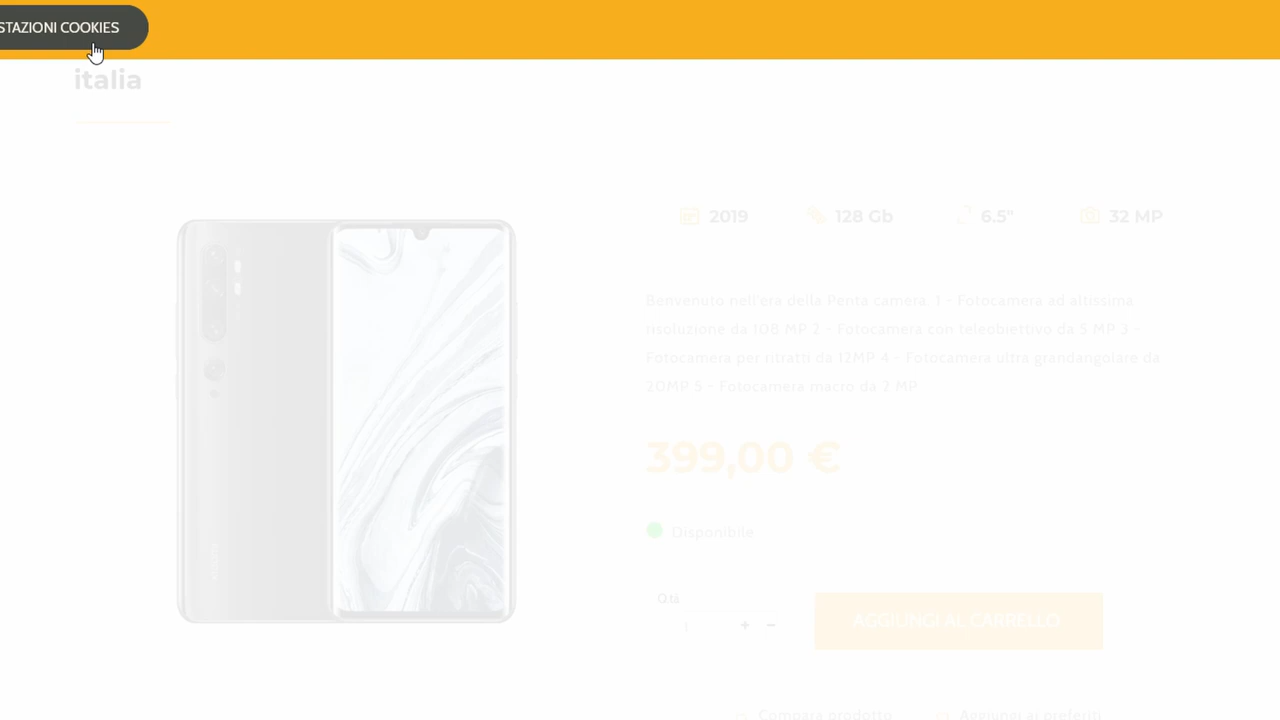 STAZIONI COOKIES
italia
2019
128 Gb
6.5"
32 MP
Benvenuto nell'era della Penta camera. 1 - Fotocamera ad altissima
risoluzione da 108 MP 2 - Fotocamera con teleobiettivo da 5 MP 3 -
Fotocamera per ritratti da 12MP 4 - Fotocamera ultra grandangolare da
20MP 5 - Fotocamera macro da 2 MP
399,00 €
Disponibile
Qtà
1 + -
AGGIUNGI AL CARRELLO
Compara prodotto
Aggiungi ai preferiti